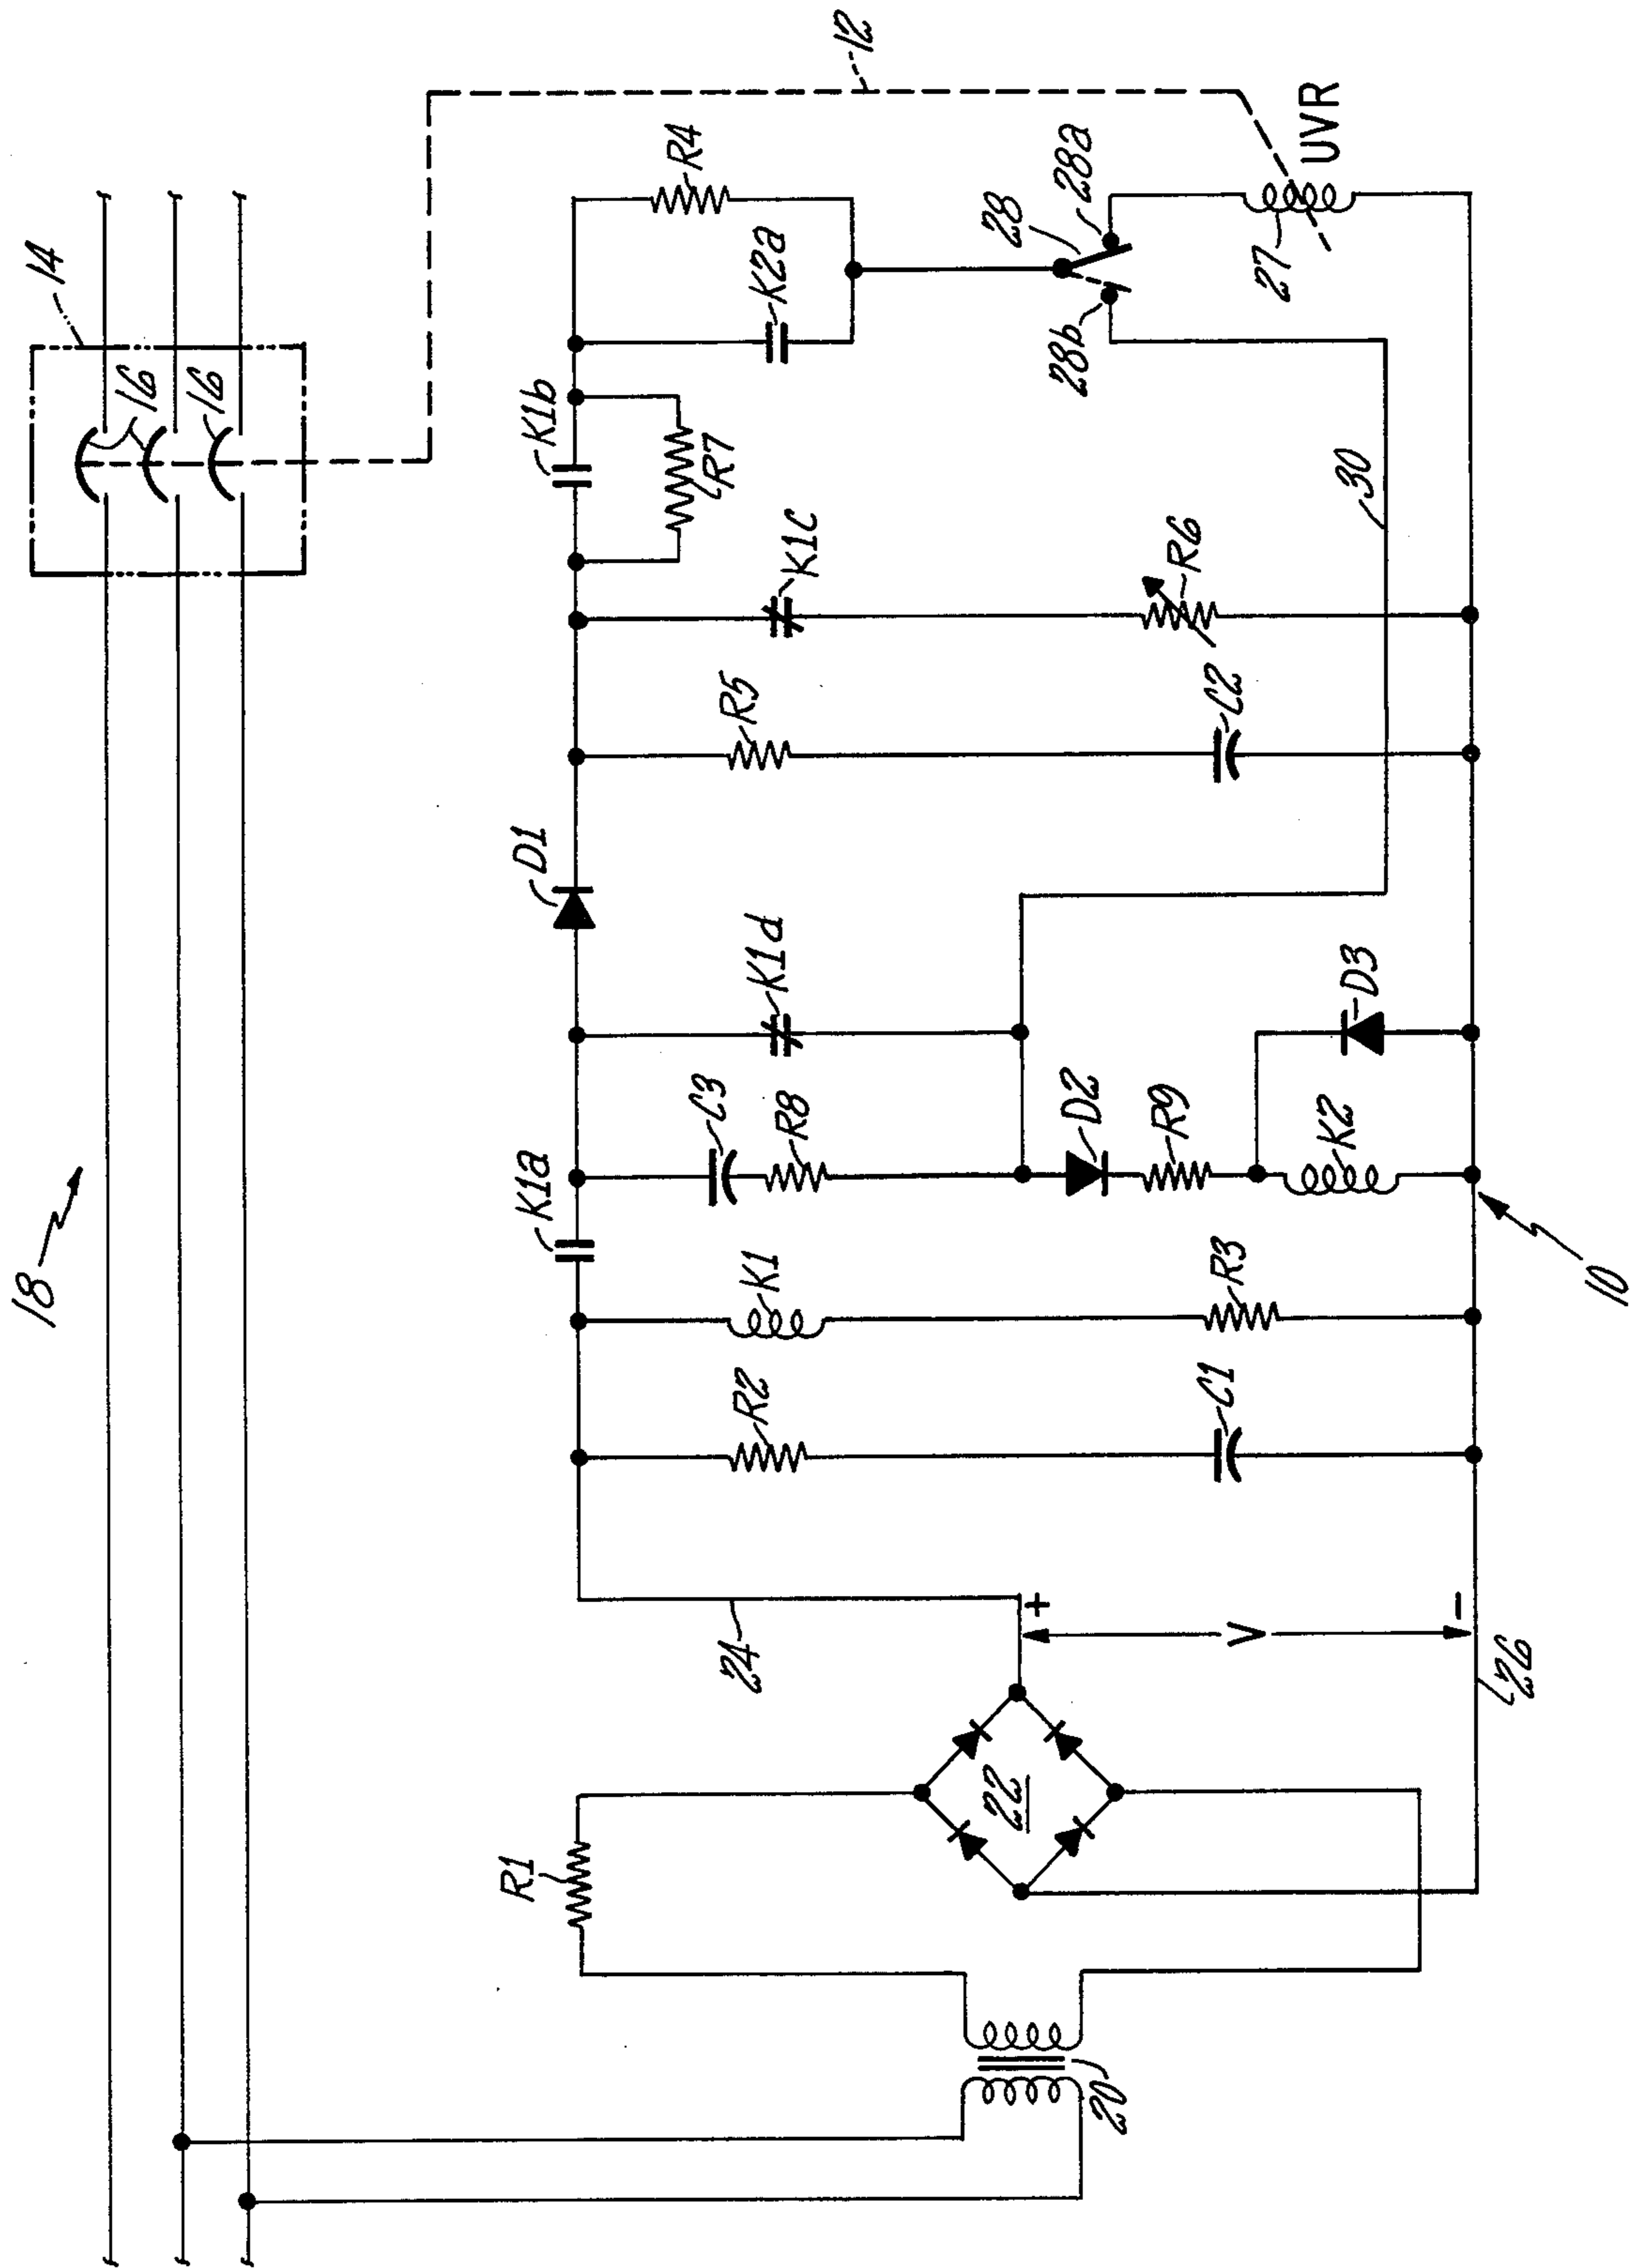 18
14
16
16
12
R1
20
22
24
+
V
-
26
R2
C1
K1
R3
K1a
C3
R8
D2
R9
K2
D3
K1d
D1
R5
C2
K1c
R6
K1b
R7
K2a
R4
28
28a
28b
27
UVR
30
10